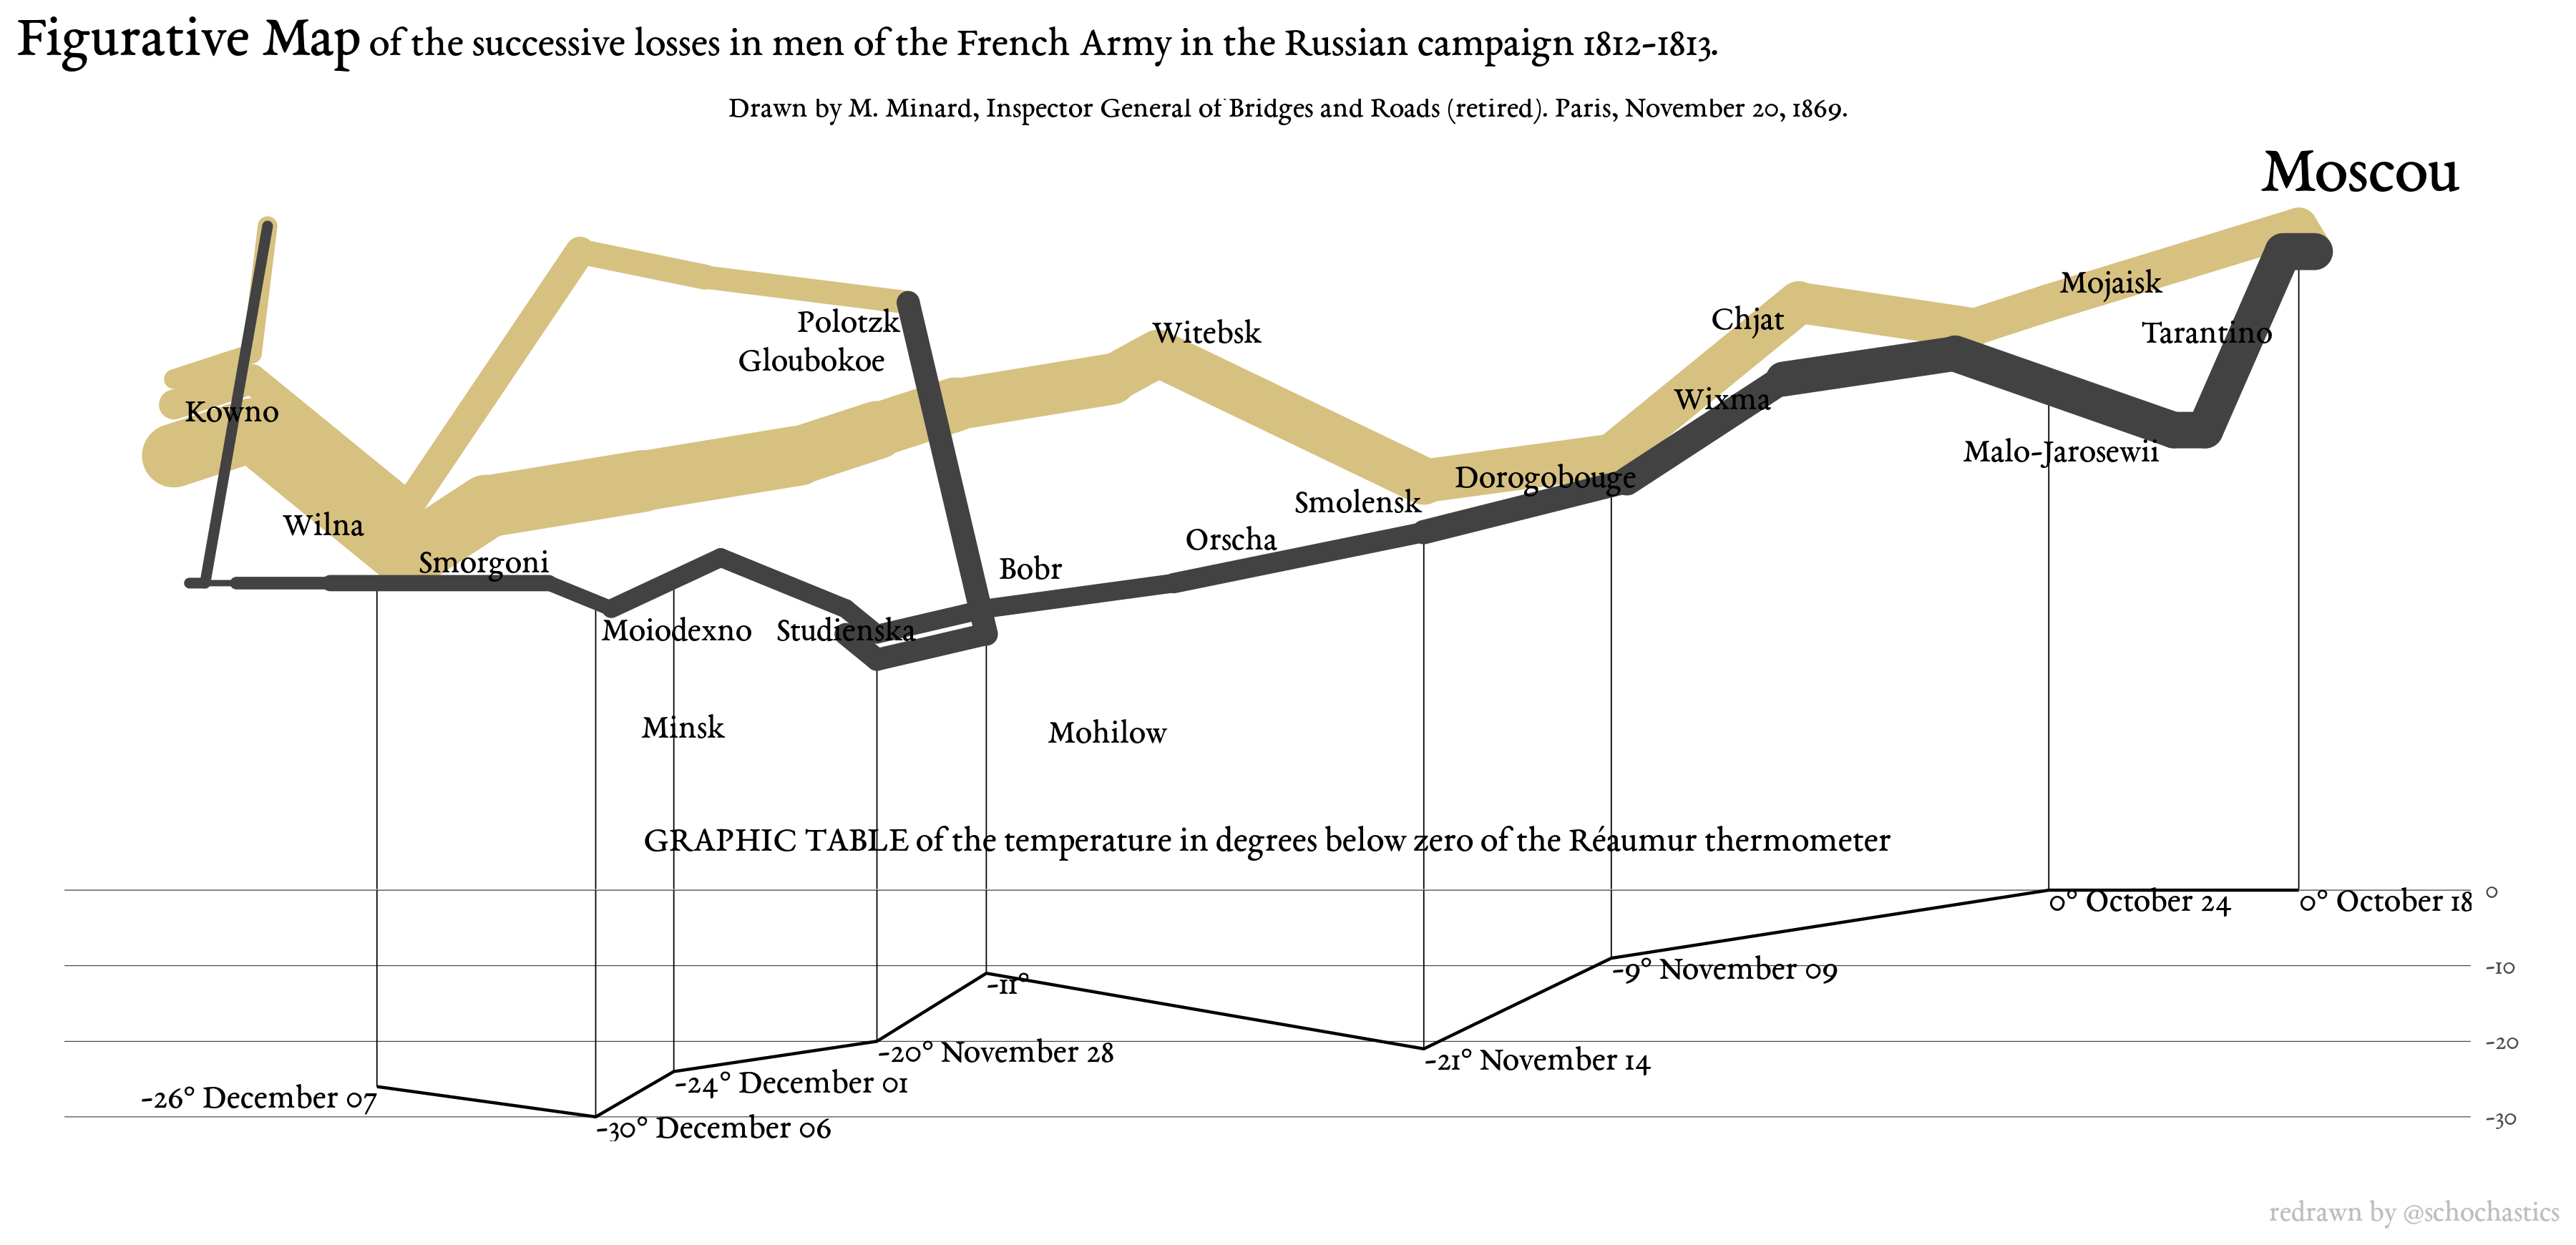 Figurative Map of the successive losses in men of the French Army in the Russian campaign 1812-1813.
Drawn by M. Minard, Inspector General of Bridges and Roads (retired). Paris, November 20, 1869.
Moscou
Mojaisk
Chjat
Polotzk
Witebsk
Tarantino
Gloubokoe
Wixma
Kowno
Malo-Jarosewii
Dorogobouge
Smolensk
Wilna
Orscha
Smorgoni
Bobr
Moiodexno
Studienska
Minsk
Mohilow
GRAPHIC TABLE of the temperature in degrees below zero of the Réaumur thermometer
0
0° October 24
0° October 18
-10
-9° November 09
-11°
-20
-20° November 28
-21° November 14
-24° December 01
-26° December 07
-30
-30° December 06
redrawn by @schochastics